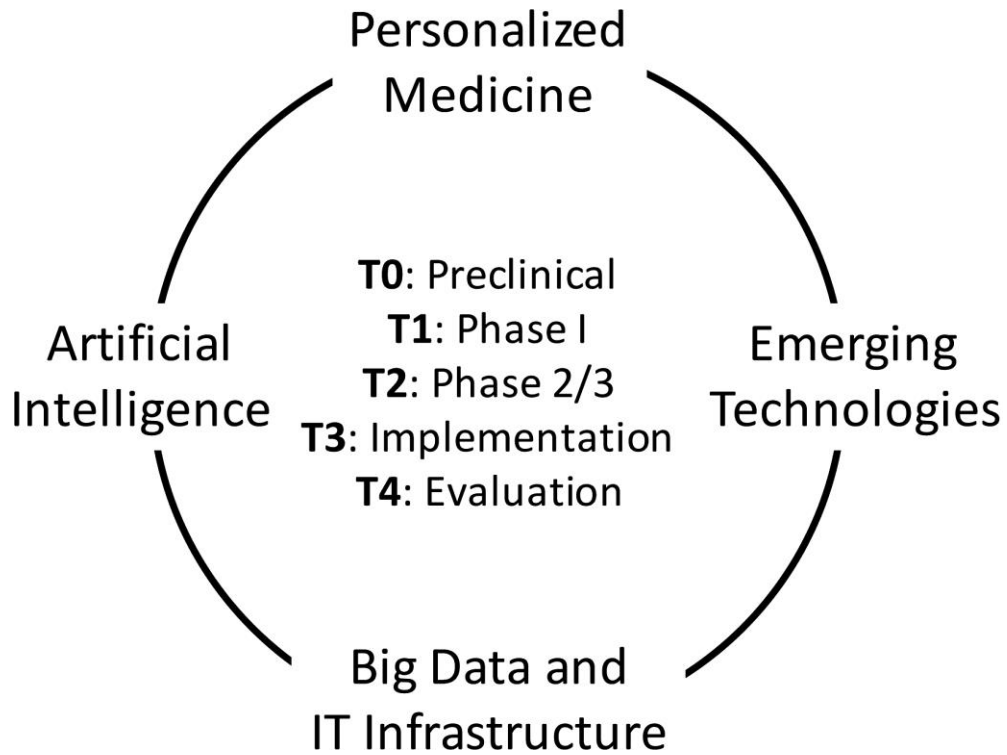 Personalized
Medicine
T0: Preclinical
T1: Phase I
T2: Phase 2/3
T3: Implementation
T4: Evaluation
Artificial
Intelligence
Emerging
Technologies
Big Data and
IT Infrastructure